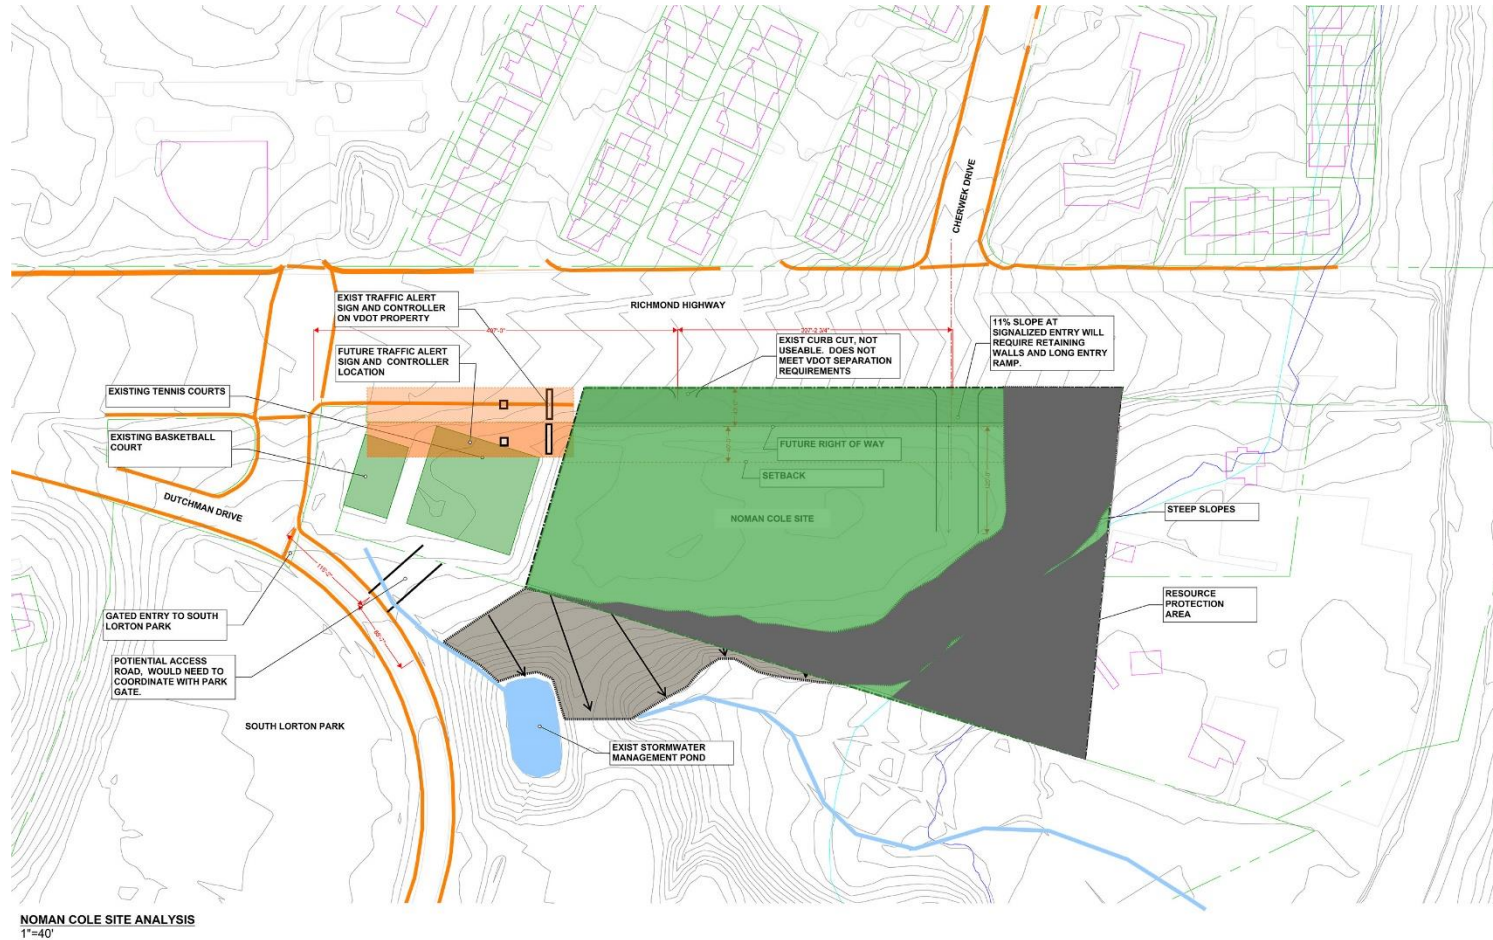 CHERWEK DRIVE
EXIST TRAFFIC ALERT
SIGN AND CONTROLLER
ON VDOT PROPERTY
RICHMOND HIGHWAY
11% SLOPE AT
SIGNALIZED ENTRY WILL
REQUIRE RETAINING
WALLS AND LONG ENTRY
RAMP.
EXIST CURB CUT, NOT
USEABLE. DOES NOT
MEET VDOT SEPARATION
REQUIREMENTS
FUTURE TRAFFIC ALERT
SIGN AND CONTROLLER
LOCATION
EXISTING TENNIS COURTS
EXISTING BASKETBALL
COURT
FUTURE RIGHT OF WAY
SETBACK
DUTCHMAN DRIVE
NOMAN COLE SITE
STEEP SLOPES
RESOURCE
PROTECTION
AREA
GATED ENTRY TO SOUTH
LORTON PARK
POTIENTIAL ACCESS
ROAD, WOULD NEED TO
COORDINATE WITH PARK
GATE.
SOUTH LORTON PARK
EXIST STORMWATER
MANAGEMENT POND
NOMAN COLE SITE ANALYSIS
1"=40'